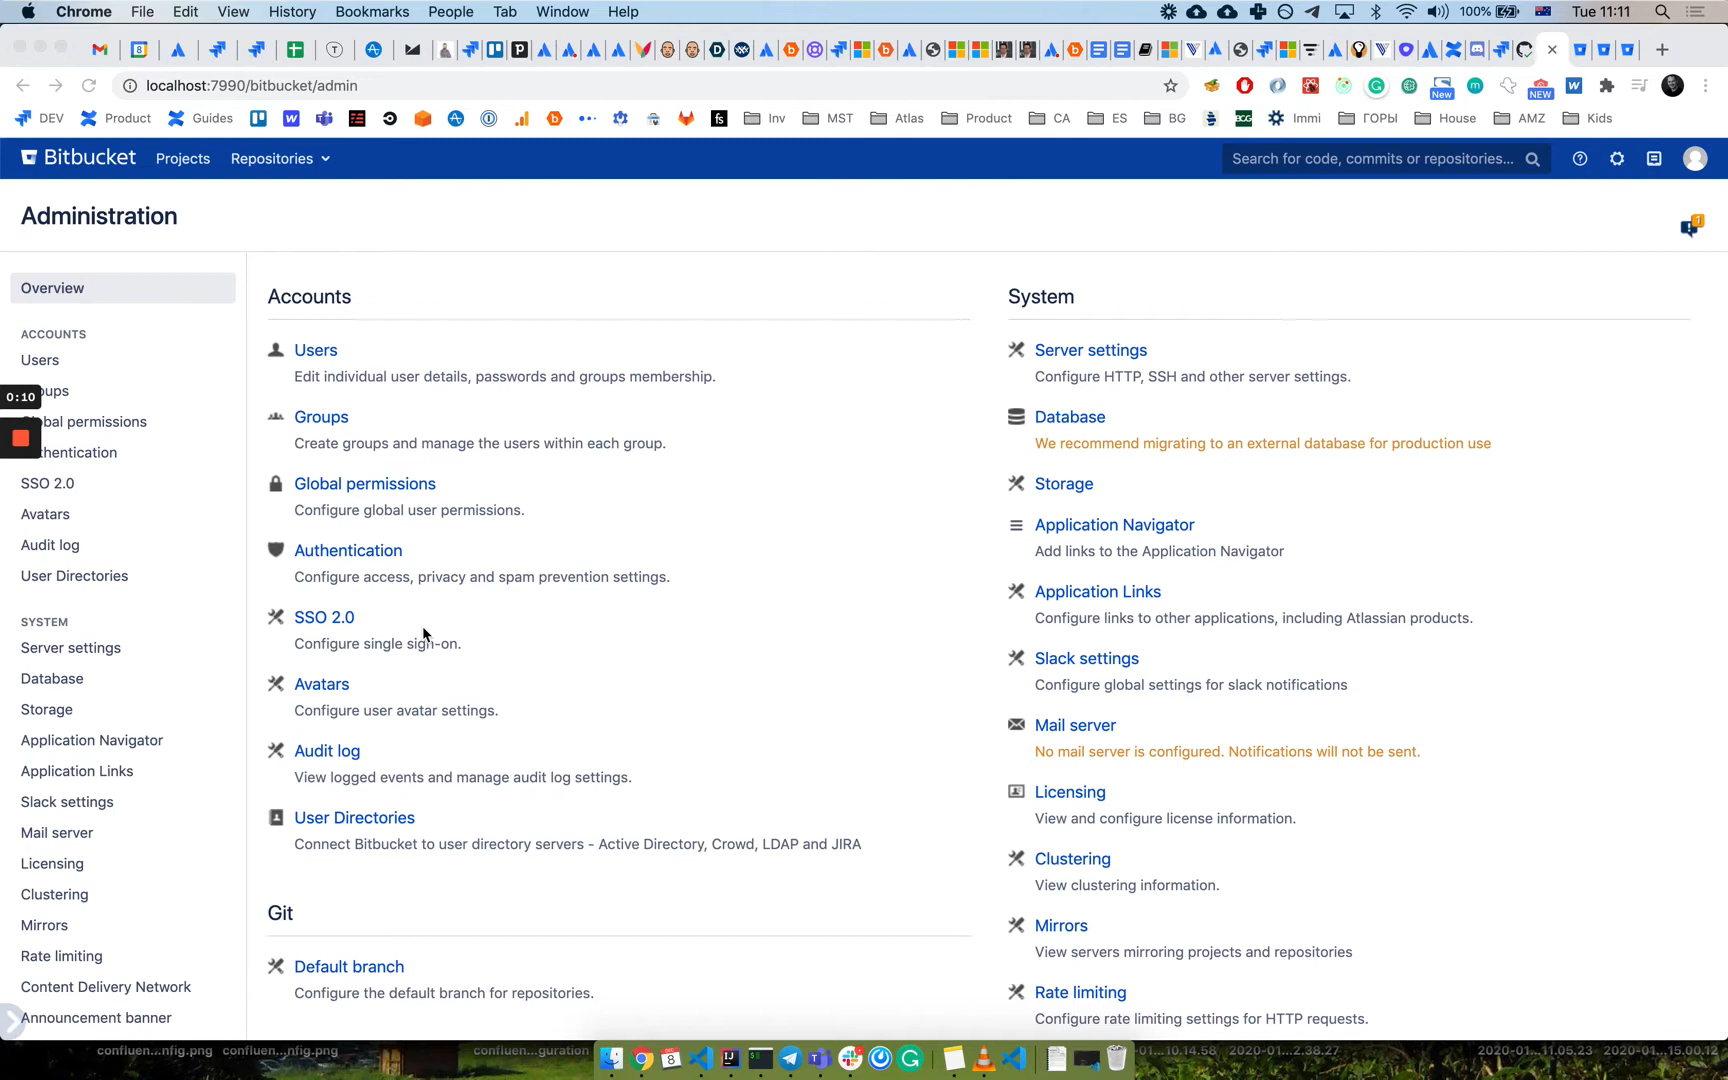 Chrome File Edit View History Bookmarks People Tab Window Help 100% Tue 11:11
localhost:7990/bitbucket/admin New NEW
DEV Product Guides Inv MST Atlas Product CA ES BG Immi ГОРЫ House AMZ Kids
Bitbucket Projects Repositories Search for code, commits or repositories...
Administration
1
Overview
ACCOUNTS
Users
oups
bal permissions
hentication
SSO 2.0
Avatars
Audit log
User Directories
SYSTEM
Server settings
Database
Storage
Application Navigator
Application Links
Slack settings
Mail server
Licensing
Clustering
Mirrors
Rate limiting
Content Delivery Network
Announcement banner
0:10
Accounts
Users
Edit individual user details, passwords and groups membership.
Groups
Create groups and manage the users within each group.
Global permissions
Configure global user permissions.
Authentication
Configure access, privacy and spam prevention settings.
SSO 2.0
Configure single sign-on.
Avatars
Configure user avatar settings.
Audit log
View logged events and manage audit log settings.
User Directories
Connect Bitbucket to user directory servers - Active Directory, Crowd, LDAP and JIRA
Git
Default branch
Configure the default branch for repositories.
System
Server settings
Configure HTTP, SSH and other server settings.
Database
We recommend migrating to an external database for production use
Storage
Application Navigator
Add links to the Application Navigator
Application Links
Configure links to other applications, including Atlassian products.
Slack settings
Configure global settings for slack notifications
Mail server
No mail server is configured. Notifications will not be sent.
Licensing
View and configure license information.
Clustering
View clustering information.
Mirrors
View servers mirroring projects and repositories
Rate limiting
Configure rate limiting settings for HTTP requests.
confluen...nfig.png confluen...nfig.png confluen...guration ...10.14.58 2020-01...2.38.27 2020-01...11.05.23 2020-01...15.00.12